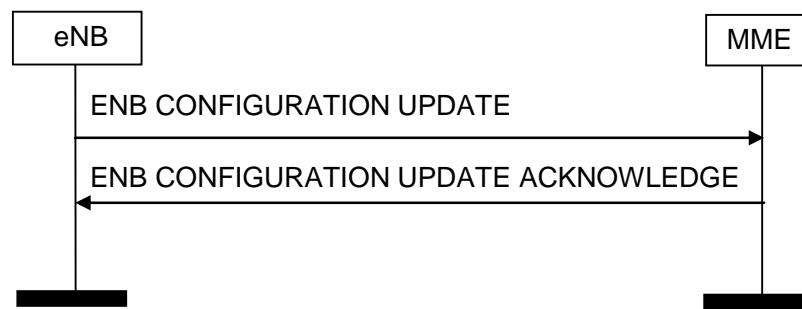 eNB
MME
ENB CONFIGURATION UPDATE
ENB CONFIGURATION UPDATE ACKNOWLEDGE